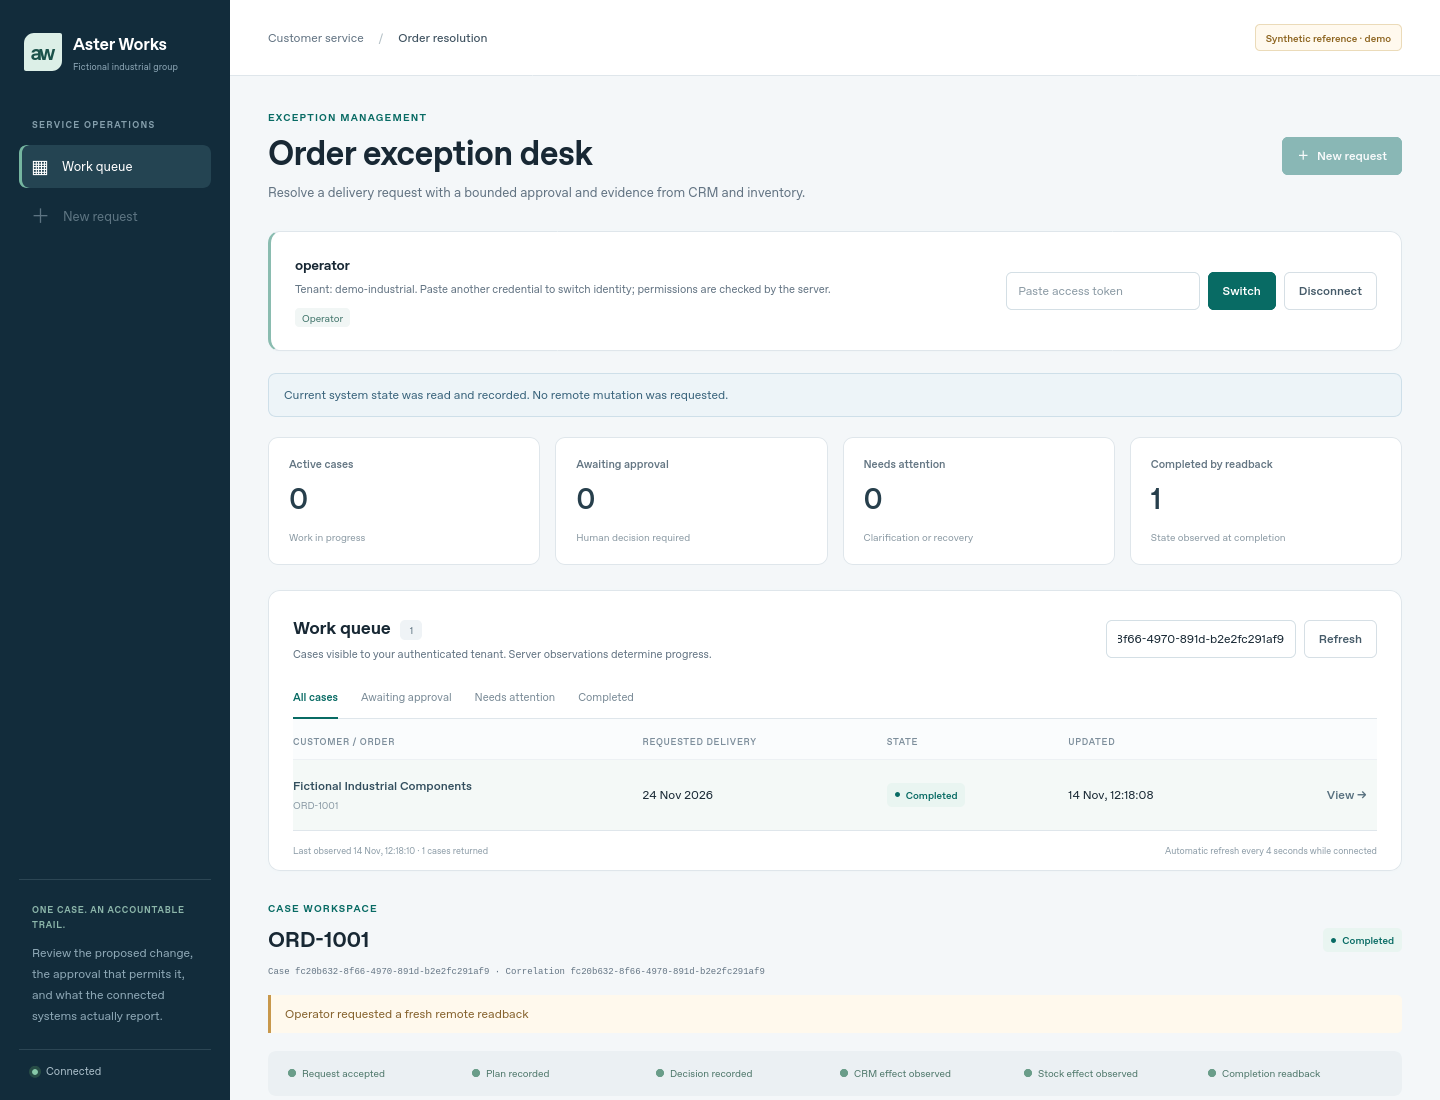 aw
Aster Works
Fictional industrial group
SERVICE OPERATIONS
Work queue
New request
ONE CASE. AN ACCOUNTABLE
TRAIL.
Review the proposed change,
the approval that permits it,
and what the connected
systems actually report.
Connected
Customer service / Order resolution
Synthetic reference · demo
EXCEPTION MANAGEMENT
Order exception desk
Resolve a delivery request with a bounded approval and evidence from CRM and inventory.
+ New request
operator
Tenant: demo-industrial. Paste another credential to switch identity; permissions are checked by the server.
Operator
Paste access token
Switch
Disconnect
Current system state was read and recorded. No remote mutation was requested.
Active cases
0
Work in progress
Awaiting approval
0
Human decision required
Needs attention
0
Clarification or recovery
Completed by readback
1
State observed at completion
Work queue 1
Cases visible to your authenticated tenant. Server observations determine progress.
3f66-4970-891d-b2e2fc291af9
Refresh
All cases Awaiting approval Needs attention Completed
CUSTOMER / ORDER REQUESTED DELIVERY STATE UPDATED
Fictional Industrial Components
ORD-1001
24 Nov 2026
Completed
14 Nov, 12:18:08
View →
Last observed 14 Nov, 12:18:10 · 1 cases returned
Automatic refresh every 4 seconds while connected
CASE WORKSPACE
ORD-1001
Completed
Case fc20b632-8f66-4970-891d-b2e2fc291af9 · Correlation fc20b632-8f66-4970-891d-b2e2fc291af9
Operator requested a fresh remote readback
Request accepted Plan recorded Decision recorded CRM effect observed Stock effect observed Completion readback